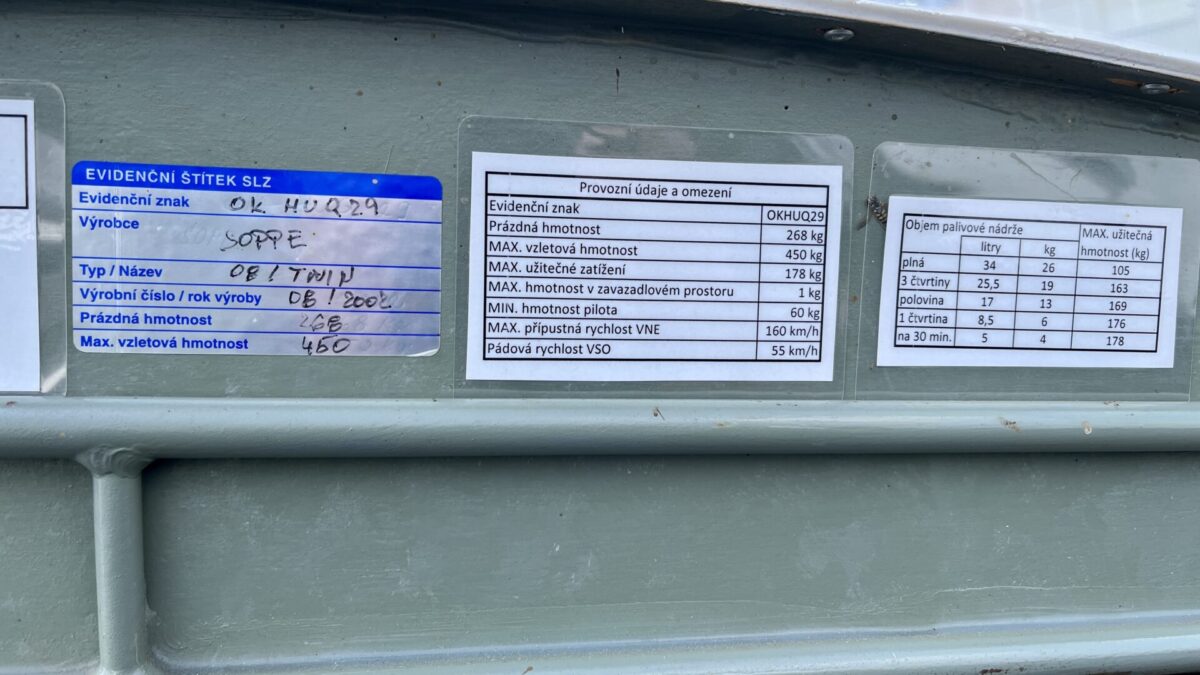 EVIDENČNÍ ŠTÍTEK SLZ
Evidenční znak OK HUQ29
Výrobce
SOPPE
Typ / Název 08 / TWIN
Výrobní číslo / rok výroby 08 / 2002
Prázdná hmotnost 268
Max. vzletová hmotnost 450
Provozní údaje a omezení
Evidenční znak OKHUQ29
Prázdná hmotnost 268 kg
MAX. vzletová hmotnost 450 kg
MAX. užitečné zatížení 178 kg
MAX. hmotnost v zavazadlovém prostoru 1 kg
MIN. hmotnost pilota 60 kg
MAX. přípustná rychlost VNE 160 km/h
Pádová rychlost VSO 55 km/h
Objem palivové nádrže MAX. užitečná
litry kg hmotnost (kg)
plná 34 26 105
3 čtvrtiny 25,5 19 163
polovina 17 13 169
1 čtvrtina 8,5 6 176
na 30 min. 5 4 178